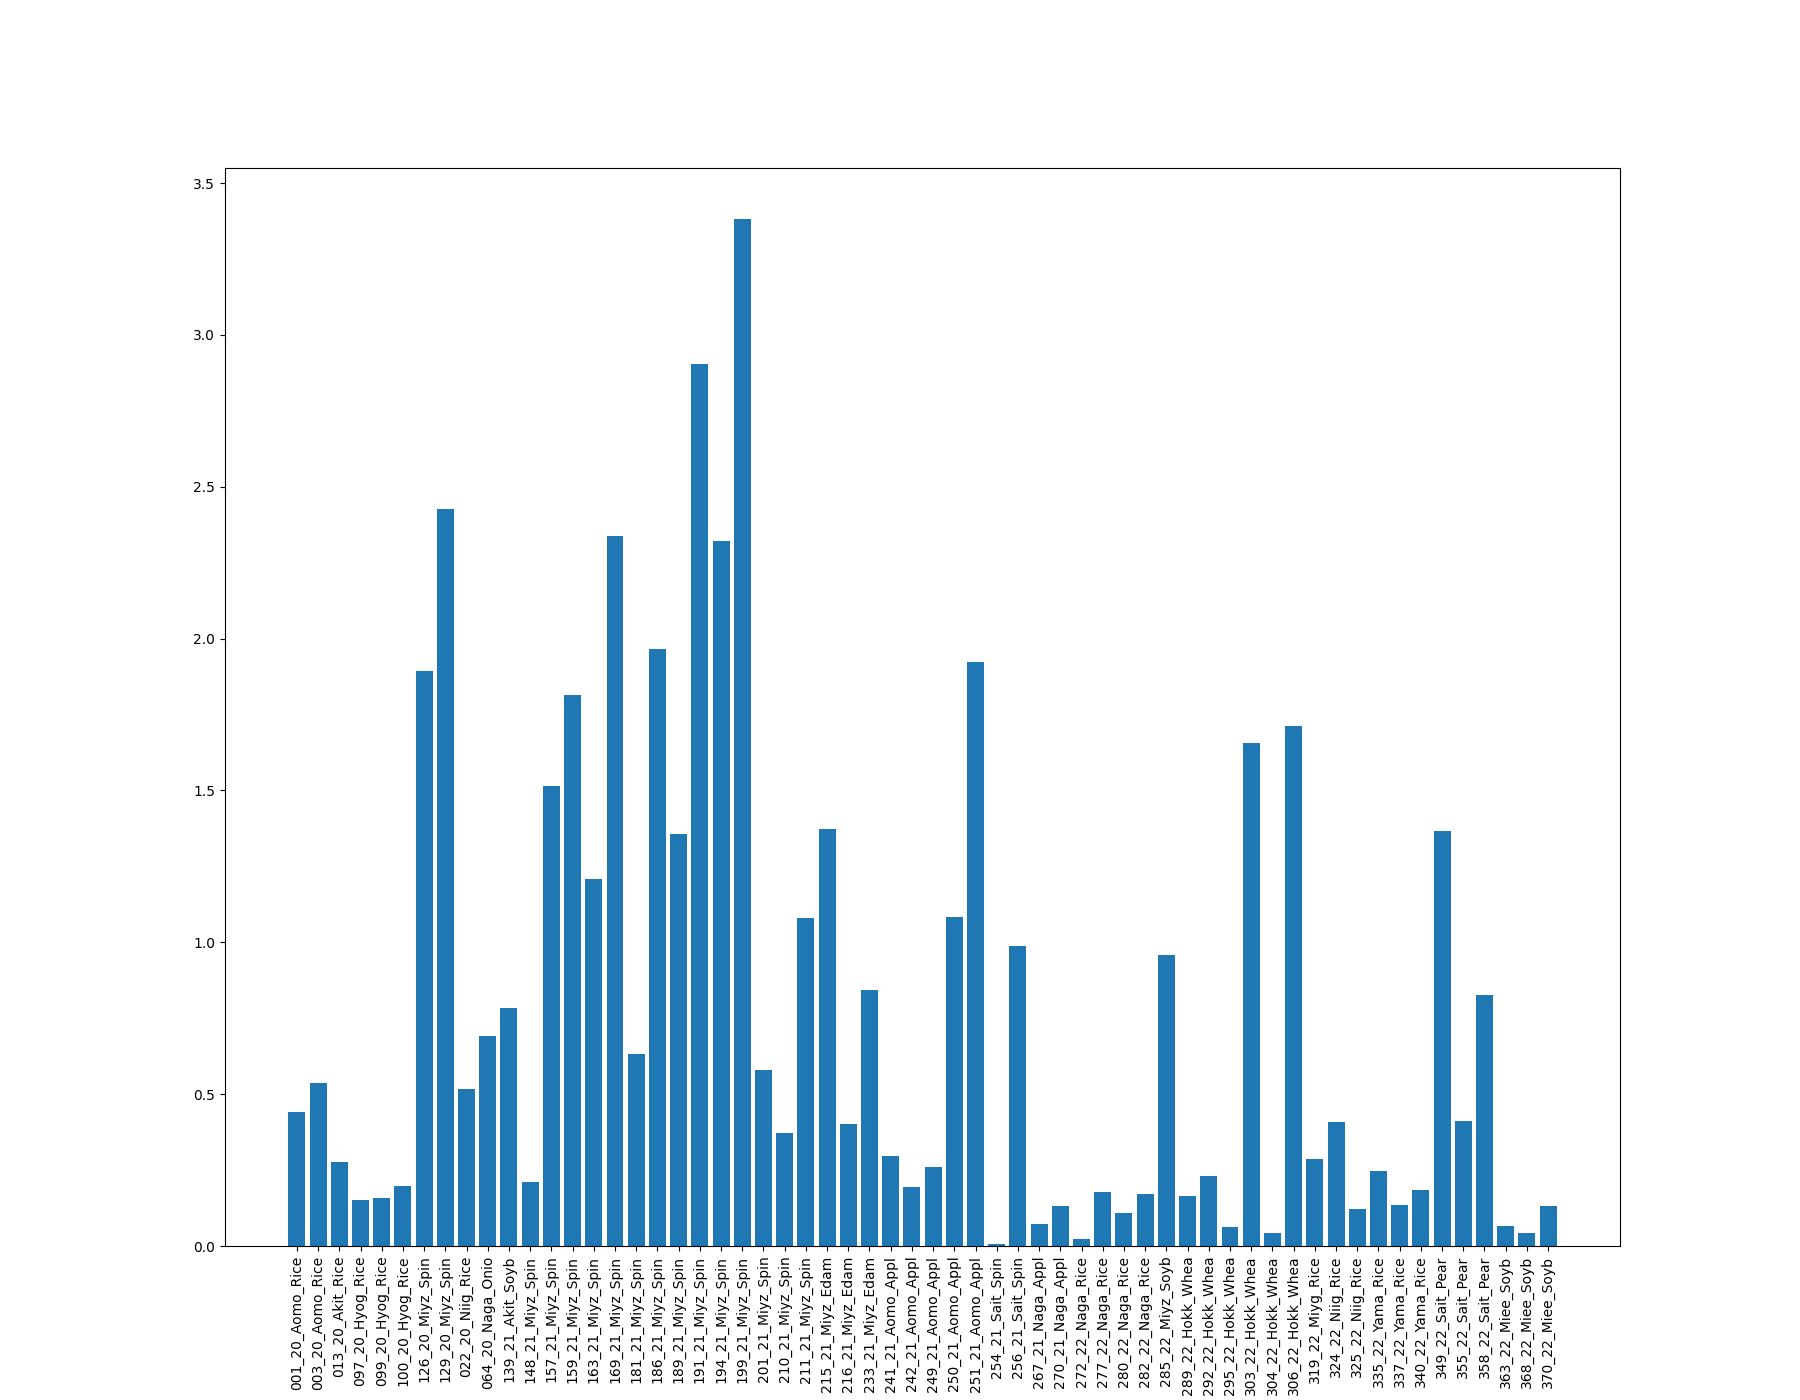 3.5
3.0
2.5
2.0
1.5
1.0
0.5
0.0
001_20_Aomo_Rice
003_20_Aomo_Rice
013_20_Akit_Rice
097_20_Hyog_Rice
099_20_Hyog_Rice
100_20_Hyog_Rice
126_20_Miyz_Spin
129_20_Miyz_Spin
022_20_Niig_Rice
064_20_Naga_Onio
139_21_Akit_Soyb
148_21_Miyz_Spin
157_21_Miyz_Spin
159_21_Miyz_Spin
163_21_Miyz_Spin
169_21_Miyz_Spin
181_21_Miyz_Spin
186_21_Miyz_Spin
189_21_Miyz_Spin
191_21_Miyz_Spin
194_21_Miyz_Spin
199_21_Miyz_Spin
201_21_Miyz_Spin
210_21_Miyz_Spin
211_21_Miyz_Spin
215_21_Miyz_Edam
216_21_Miyz_Edam
233_21_Miyz_Edam
241_21_Aomo_Appl
242_21_Aomo_Appl
249_21_Aomo_Appl
250_21_Aomo_Appl
251_21_Aomo_Appl
254_21_Sait_Spin
256_21_Sait_Spin
267_21_Naga_Appl
270_21_Naga_Appl
272_22_Naga_Rice
277_22_Naga_Rice
280_22_Naga_Rice
282_22_Naga_Rice
285_22_Miyz_Soyb
289_22_Hokk_Whea
292_22_Hokk_Whea
295_22_Hokk_Whea
303_22_Hokk_Whea
304_22_Hokk_Whea
306_22_Hokk_Whea
319_22_Miyg_Rice
324_22_Niig_Rice
325_22_Niig_Rice
335_22_Yama_Rice
337_22_Yama_Rice
340_22_Yama_Rice
349_22_Sait_Pear
355_22_Sait_Pear
358_22_Sait_Pear
363_22_Miee_Soyb
368_22_Miee_Soyb
370_22_Miee_Soyb